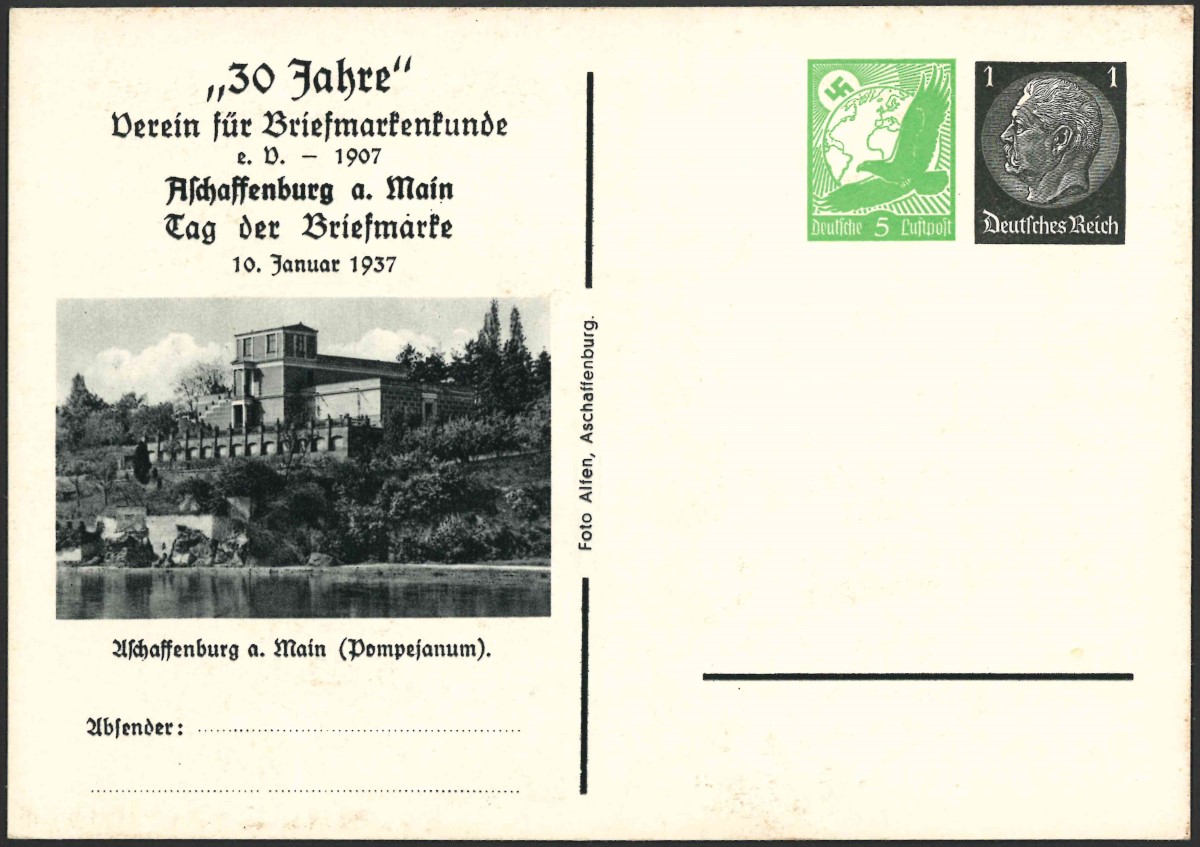 „30 Jahre“
Verein für Briefmarkenkunde
e. V. – 1907
Aschaffenburg a. Main
Tag der Briefmarke
10. Januar 1937
Aschaffenburg a. Main (Pompejanum).
Absender:
Foto Alfen, Aschaffenburg.
Deutsche 5 Luftpost
1 1
Deutsches Reich